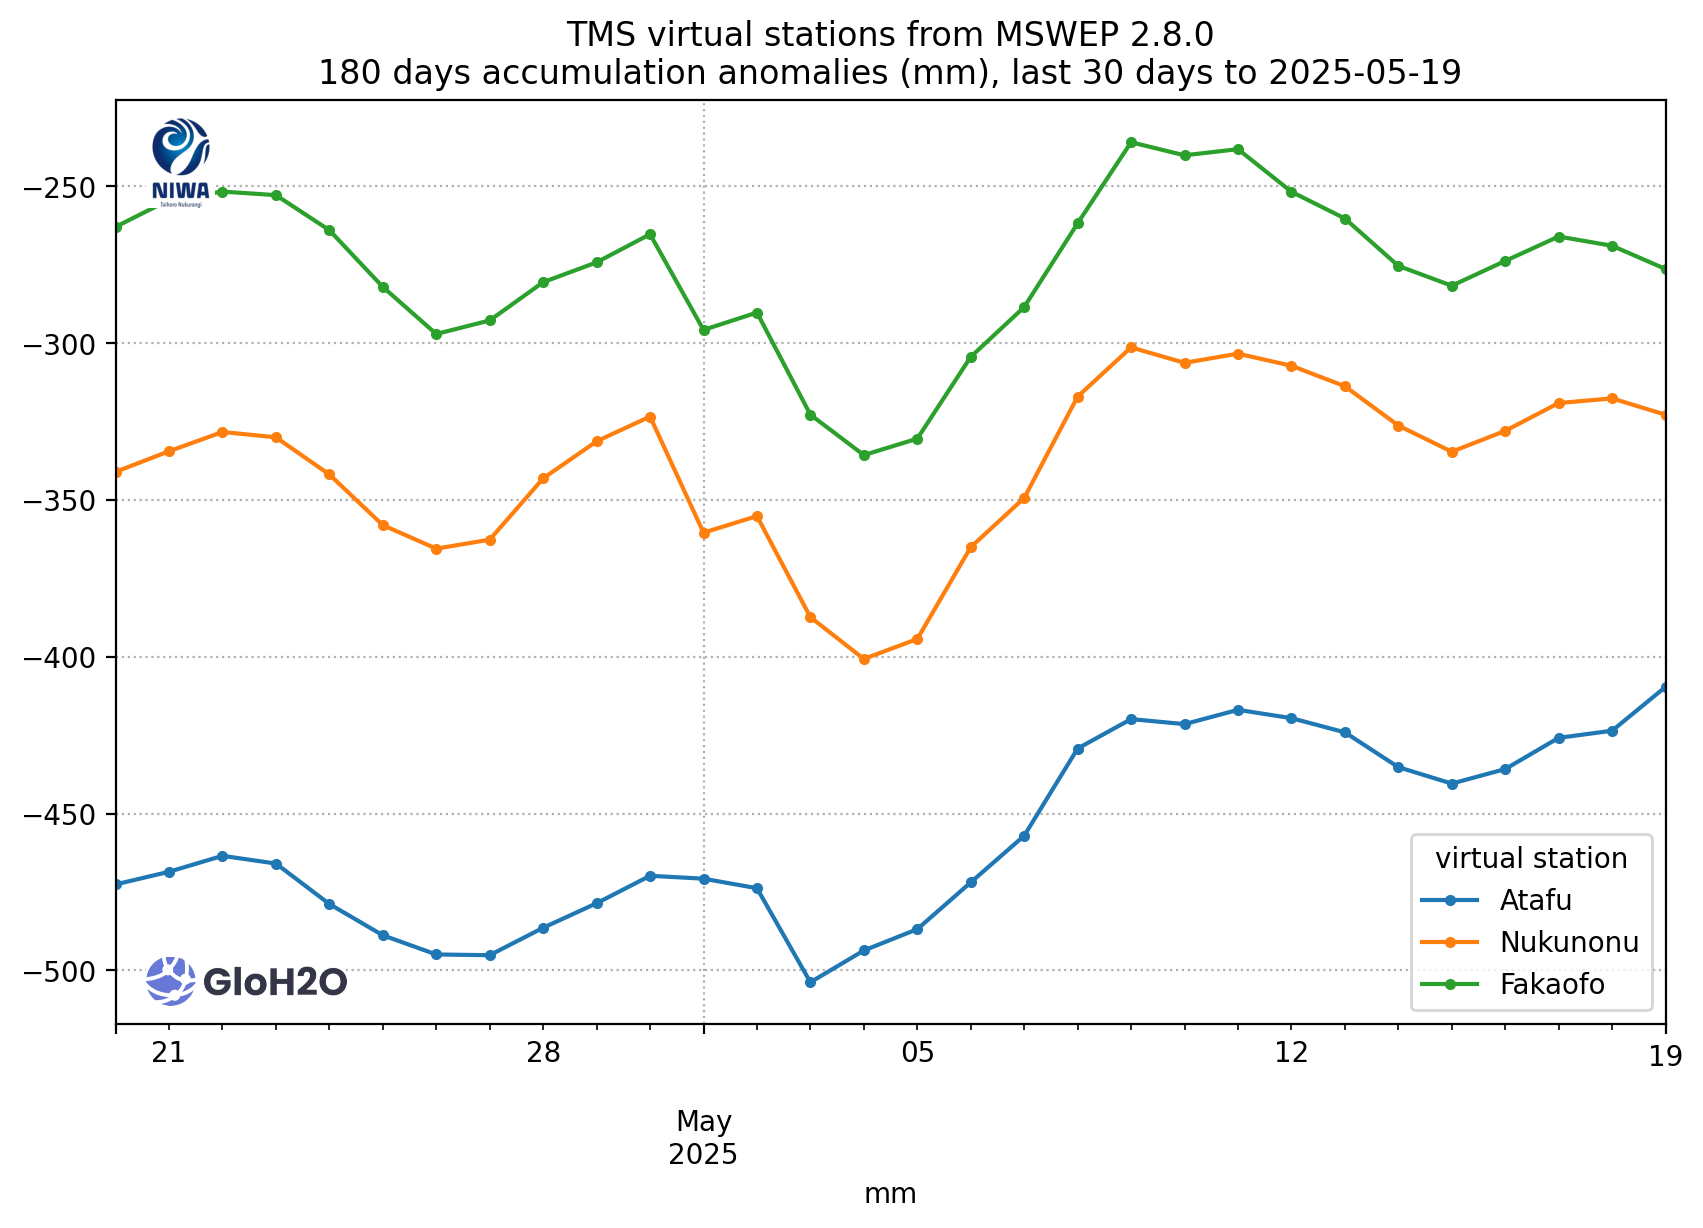 TMS virtual stations from MSWEP 2.8.0
180 days accumulation anomalies (mm), last 30 days to 2025-05-19
NIWA
Taihoro Nukurangi
−250
−300
−350
−400
−450
−500
GloH2O
virtual station
Atafu
Nukunonu
Fakaofo
21
28
05
12
19
May
2025
mm